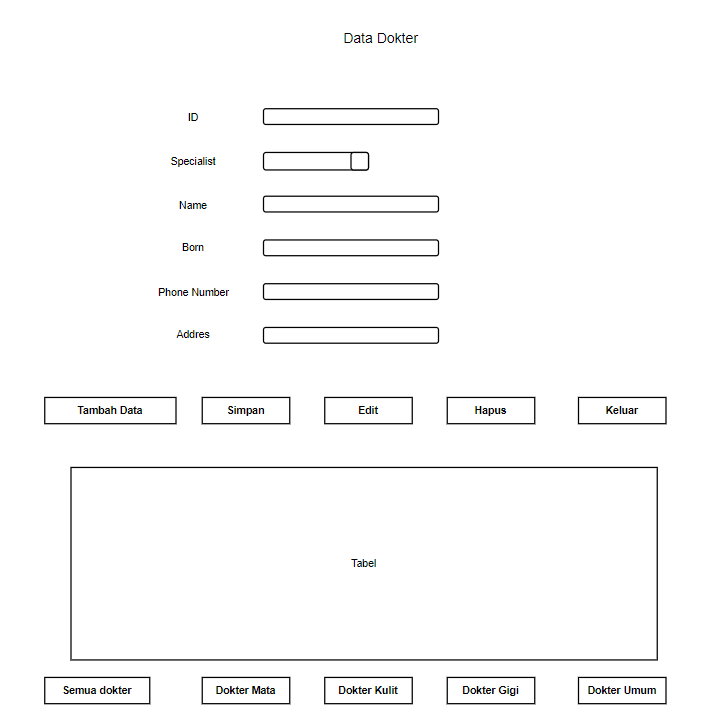 Data Dokter
ID
Specialist
Name
Born
Phone Number
Addres
Tambah Data
Simpan
Edit
Hapus
Keluar
Tabel
Semua dokter
Dokter Mata
Dokter Kulit
Dokter Gigi
Dokter Umum